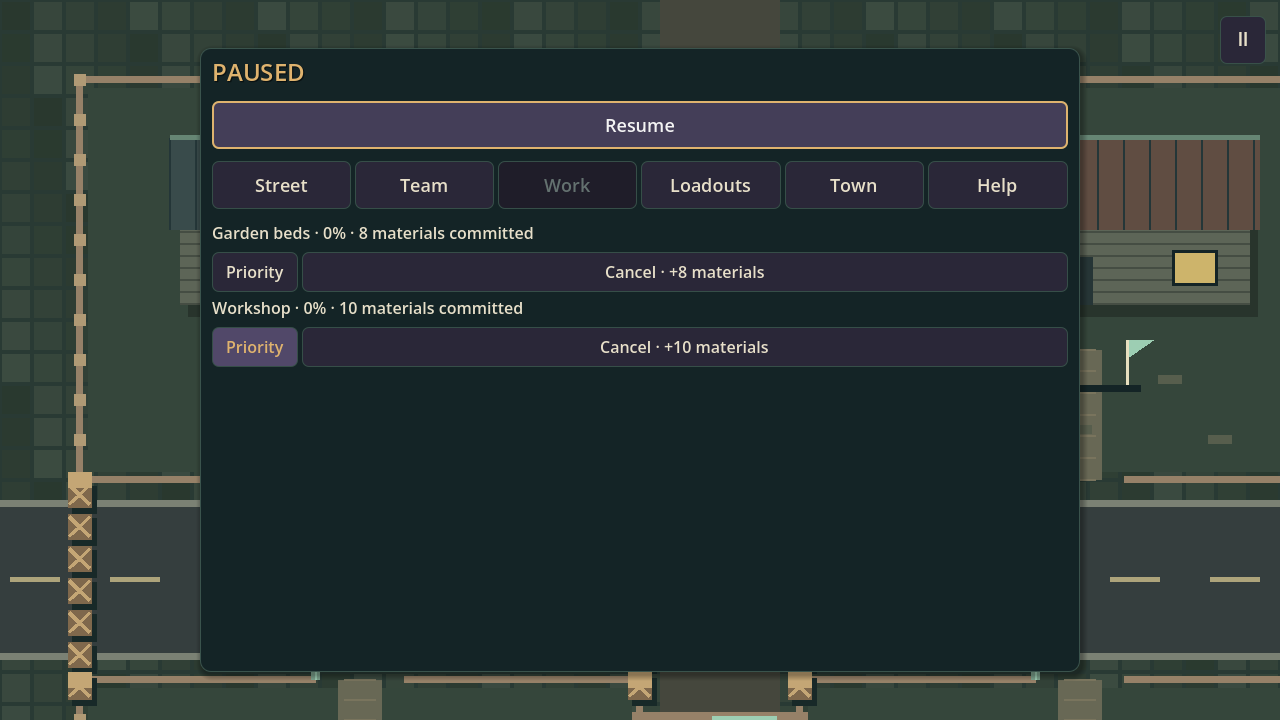 PAUSED
Resume
Street Team Work Loadouts Town Help
Garden beds · 0% · 8 materials committed
Priority Cancel · +8 materials
Workshop · 0% · 10 materials committed
Priority Cancel · +10 materials